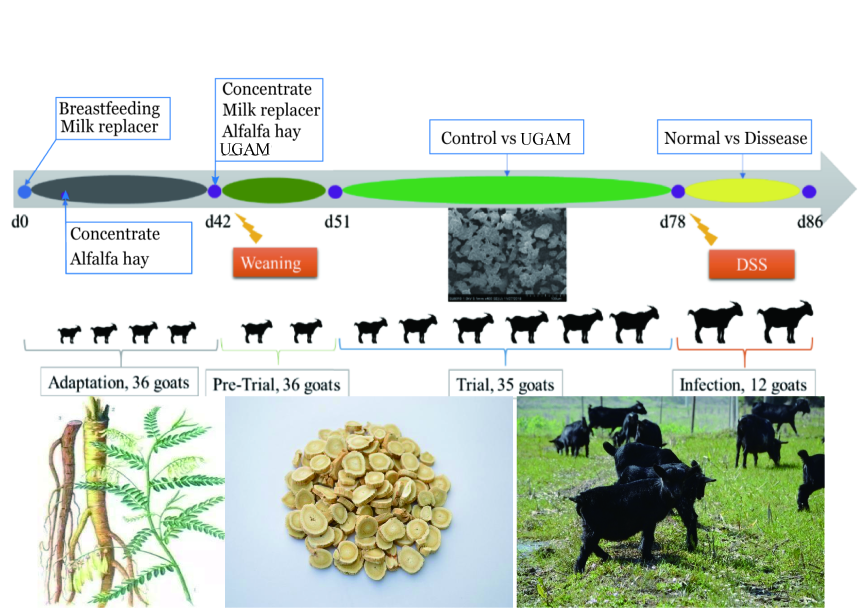 Breastfeeding
Milk replacer
Concentrate
Milk replacer
Alfalfa hay
UGAM
Control vs UGAM
Normal vs Dissease
d0
d42
d51
d78
d86
Concentrate
Alfalfa hay
Weaning
DSS
Adaptation, 36 goats
Pre-Trial, 36 goats
Trial, 35 goats
Infection, 12 goats